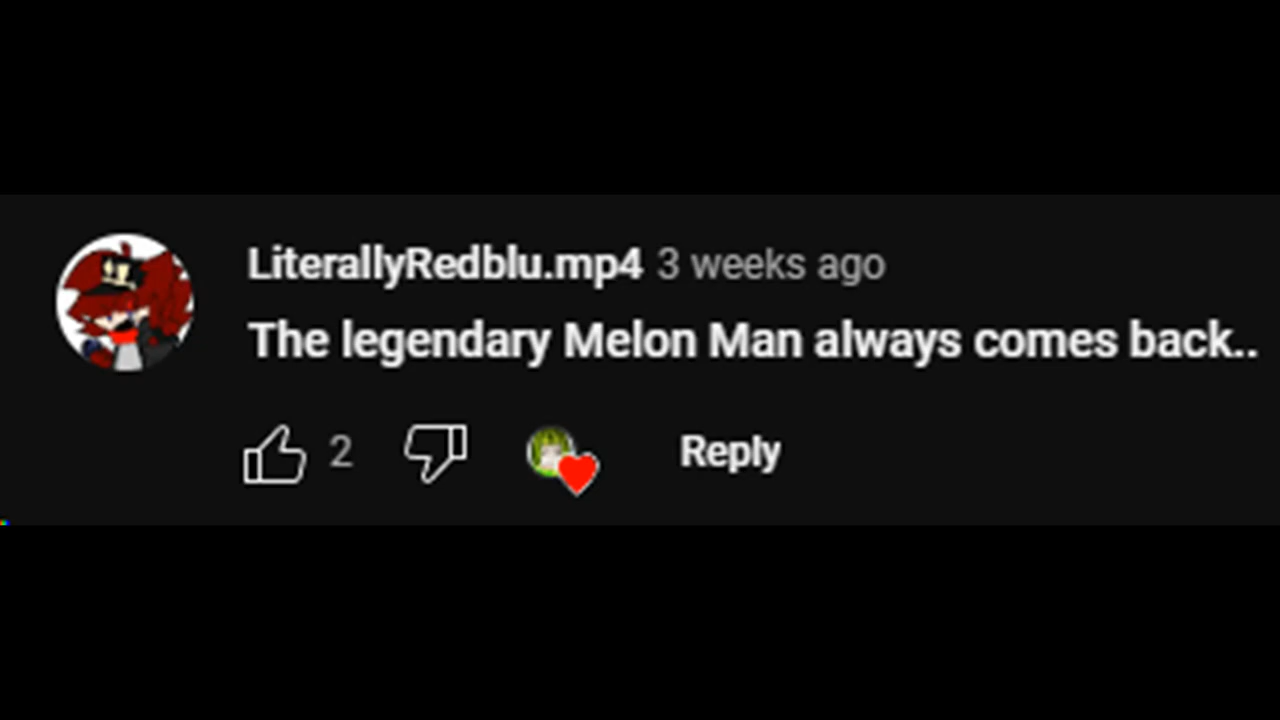 LiterallyRedblu.mp4 3 weeks ago
The legendary Melon Man always comes back..
2 Reply